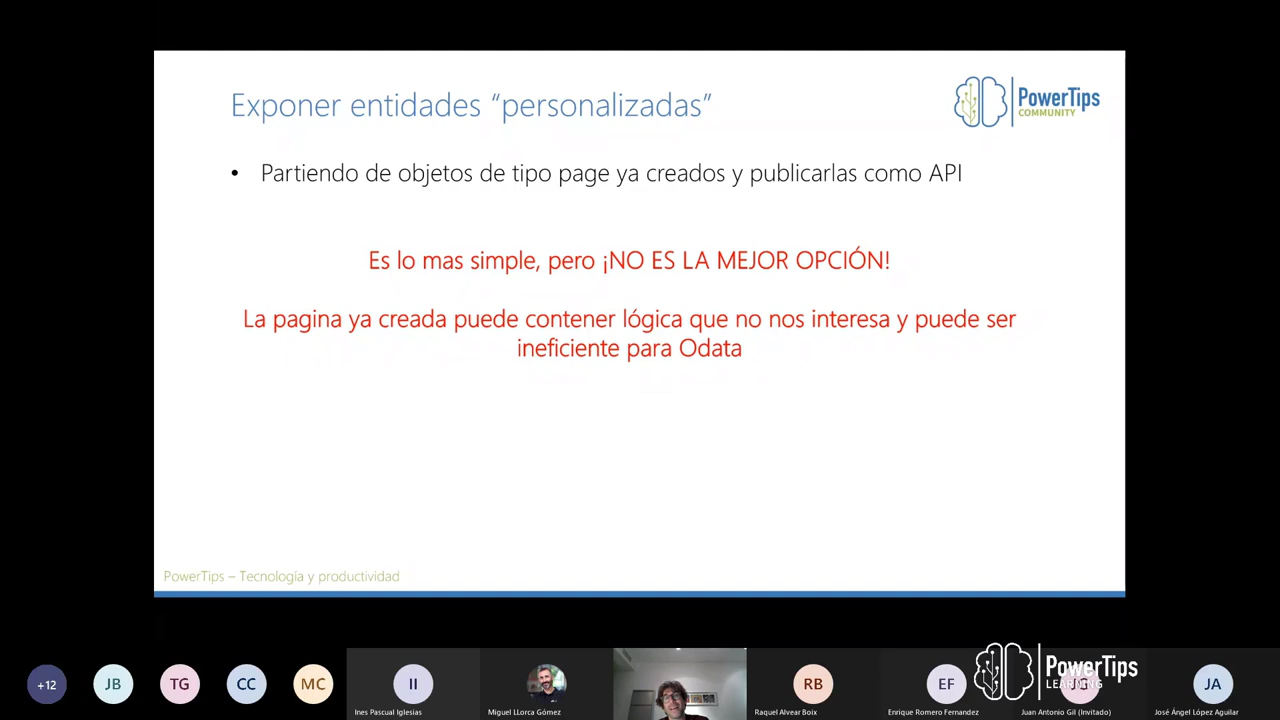 Exponer entidades “personalizadas”
PowerTips
COMMUNITY
• Partiendo de objetos de tipo page ya creados y publicarlas como API
Es lo mas simple, pero ¡NO ES LA MEJOR OPCIÓN!
La pagina ya creada puede contener lógica que no nos interesa y puede ser
ineficiente para Odata
PowerTips – Tecnología y productividad
+12
JB
TG
CC
MC
II
RB
EF
JA
PowerTips
LEARNING
Ines Pascual Iglesias
Miguel LLorca Gómez
Raquel Alvear Boix
Enrique Romero Fernandez
Juan Antonio Gil (Invitado)
José Ángel López Aguilar